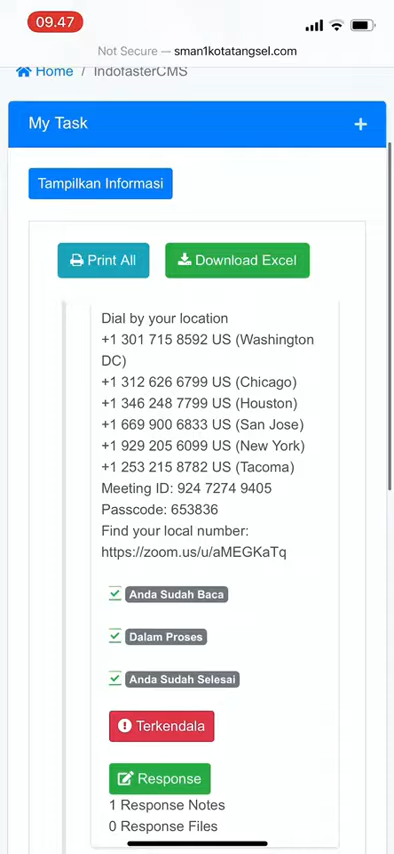 09.47
Not Secure — sman1kotatangsel.com
Home / IndofasterCMS
My Task
Tampilkan Informasi
Print All
Download Excel
Dial by your location
+1 301 715 8592 US (Washington
DC)
+1 312 626 6799 US (Chicago)
+1 346 248 7799 US (Houston)
+1 669 900 6833 US (San Jose)
+1 929 205 6099 US (New York)
+1 253 215 8782 US (Tacoma)
Meeting ID: 924 7274 9405
Passcode: 653836
Find your local number:
https://zoom.us/u/aMEGKaTq
Anda Sudah Baca
Dalam Proses
Anda Sudah Selesai
Terkendala
Response
1 Response Notes
0 Response Files